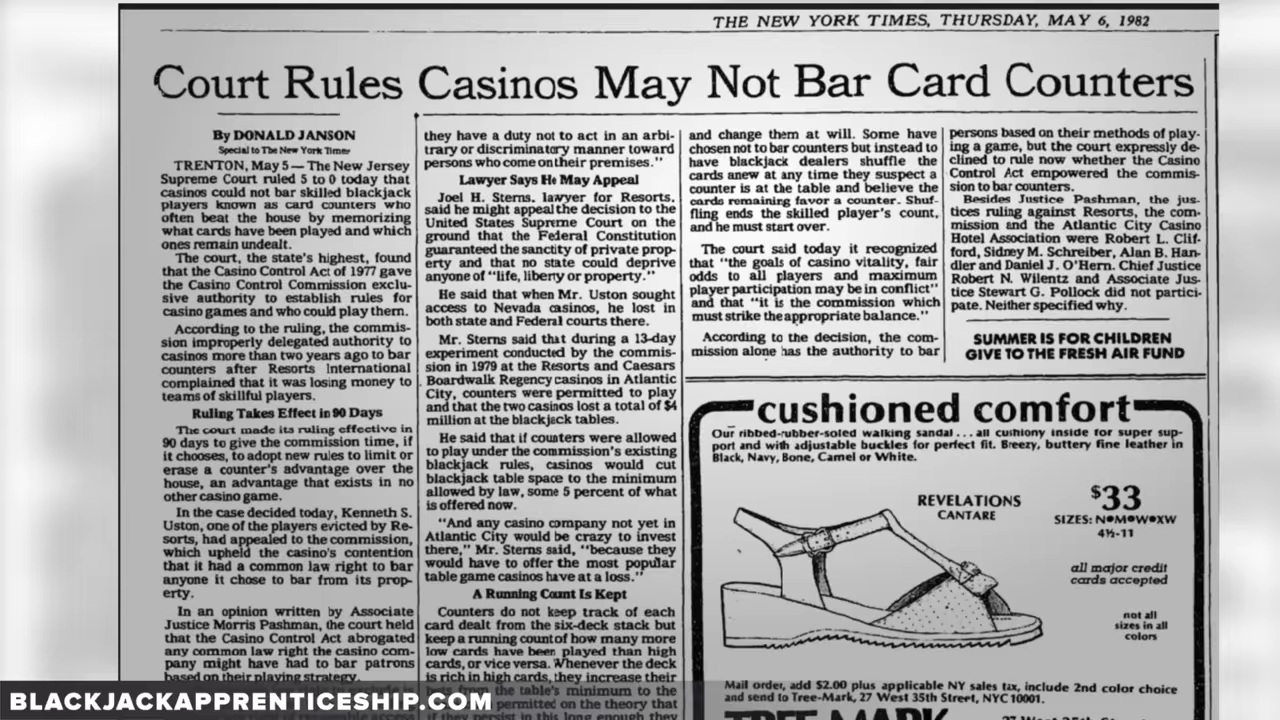 THE NEW YORK TIMES, THURSDAY, MAY 6, 1982
Court Rules Casinos May Not Bar Card Counters
By DONALD JANSON
Special to The New York Times
TRENTON, May 5 — The New Jersey
Supreme Court ruled 5 to 0 today that
casinos could not bar skilled blackjack
players known as card counters who
often beat the house by memorizing
what cards have been played and which
ones remain undealt.
The court, the state's highest, found
that the Casino Control Act of 1977 gave
the Casino Control Commission exclu-
sive authority to establish rules for
casino games and who could play them.
According to the ruling, the commis-
sion improperly delegated authority to
casinos more than two years ago to bar
counters after Resorts International
complained that it was losing money to
teams of skillful players.
Ruling Takes Effect in 90 Days
The court made its ruling effective in
90 days to give the commission time, if
it chooses, to adopt new rules to limit or
erase a counter's advantage over the
house, an advantage that exists in no
other casino game.
In the case decided today, Kenneth S.
Uston, one of the players evicted by Re-
sorts, had appealed to the commission,
which upheld the casino's contention
that it had a common law right to bar
anyone it chose to bar from its prop-
erty.
In an opinion written by Associate
Justice Morris Pashman, the court held
that the Casino Control Act abrogated
any common law right the casino com-
pany might have had to bar patrons
based on their playing strategy.
they have a duty not to act in an arbi-
trary or discriminatory manner toward
persons who come on their premises."
Lawyer Says He May Appeal
Joel H. Sterns, lawyer for Resorts,
said he might appeal the decision to the
United States Supreme Court on the
ground that the Federal Constitution
guaranteed the sanctity of private prop-
erty and that no state could deprive
anyone of "life, liberty or property."
He said that when Mr. Uston sought
access to Nevada casinos, he lost in
both state and Federal courts there.
Mr. Sterns said that during a 13-day
experiment conducted by the commis-
sion in 1979 at the Resorts and Caesars
Boardwalk Regency casinos in Atlantic
City, counters were permitted to play
and that the two casinos lost a total of $4
million at the blackjack tables.
He said that if counters were allowed
to play under the commission's existing
blackjack rules, casinos would cut
blackjack table space to the minimum
allowed by law, some 5 percent of what
is offered now.
"And any casino company not yet in
Atlantic City would be crazy to invest
there," Mr. Sterns said, "because they
would have to offer the most popular
table game casinos have at a loss."
A Running Count Is Kept
Counters do not keep track of each
card dealt from the six-deck stack but
keep a running count of how many more
low cards have been played than high
cards, or vice versa. Whenever the deck
is rich in high cards, they increase their
from the table's minimum to the
permitted on the theory that
if they persist in this long enough they
and change them at will. Some have
chosen not to bar counters but instead to
have blackjack dealers shuffle the
cards anew at any time they suspect a
counter is at the table and believe the
cards remaining favor a counter. Shuf-
fling ends the skilled player's count,
and he must start over.
The court said today it recognized
that "the goals of casino vitality, fair
odds to all players and maximum
player participation may be in conflict"
and that "it is the commission which
must strike the appropriate balance."
According to the decision, the com-
mission alone has the authority to bar
persons based on their methods of play-
ing a game, but the court expressly de-
clined to rule now whether the Casino
Control Act empowered the commis-
sion to bar counters.
Besides Justice Pashman, the jus-
tices ruling against Resorts, the com-
mission and the Atlantic City Casino
Hotel Association were Robert L. Clif-
ford, Sidney M. Schreiber, Alan B. Han-
dler and Daniel J. O'Hern. Chief Justice
Robert N. Wilentz and Associate Jus-
tice Stewart G. Pollock did not partici-
pate. Neither specified why.
SUMMER IS FOR CHILDREN
GIVE TO THE FRESH AIR FUND
cushioned comfort
Our ribbed-rubber-soled walking sandal . . . all cushiony inside for super sup-
port and with adjustable buckles for perfect fit. Breezy, buttery fine leather in
Black, Navy, Bone, Camel or White.
REVELATIONS
CANTARE
$33
SIZES: N•M•W•XW
4½-11
all major credit
cards accepted
not all
sizes in all
colors
Mail order, add $2.00 plus applicable NY sales tax, include 2nd color choice
and send to Tree-Mark, 27 West 35th Street, NYC 10001.
TREE-MARK
27 West 35th Street
BLACKJACKAPPRENTICESHIP.COM